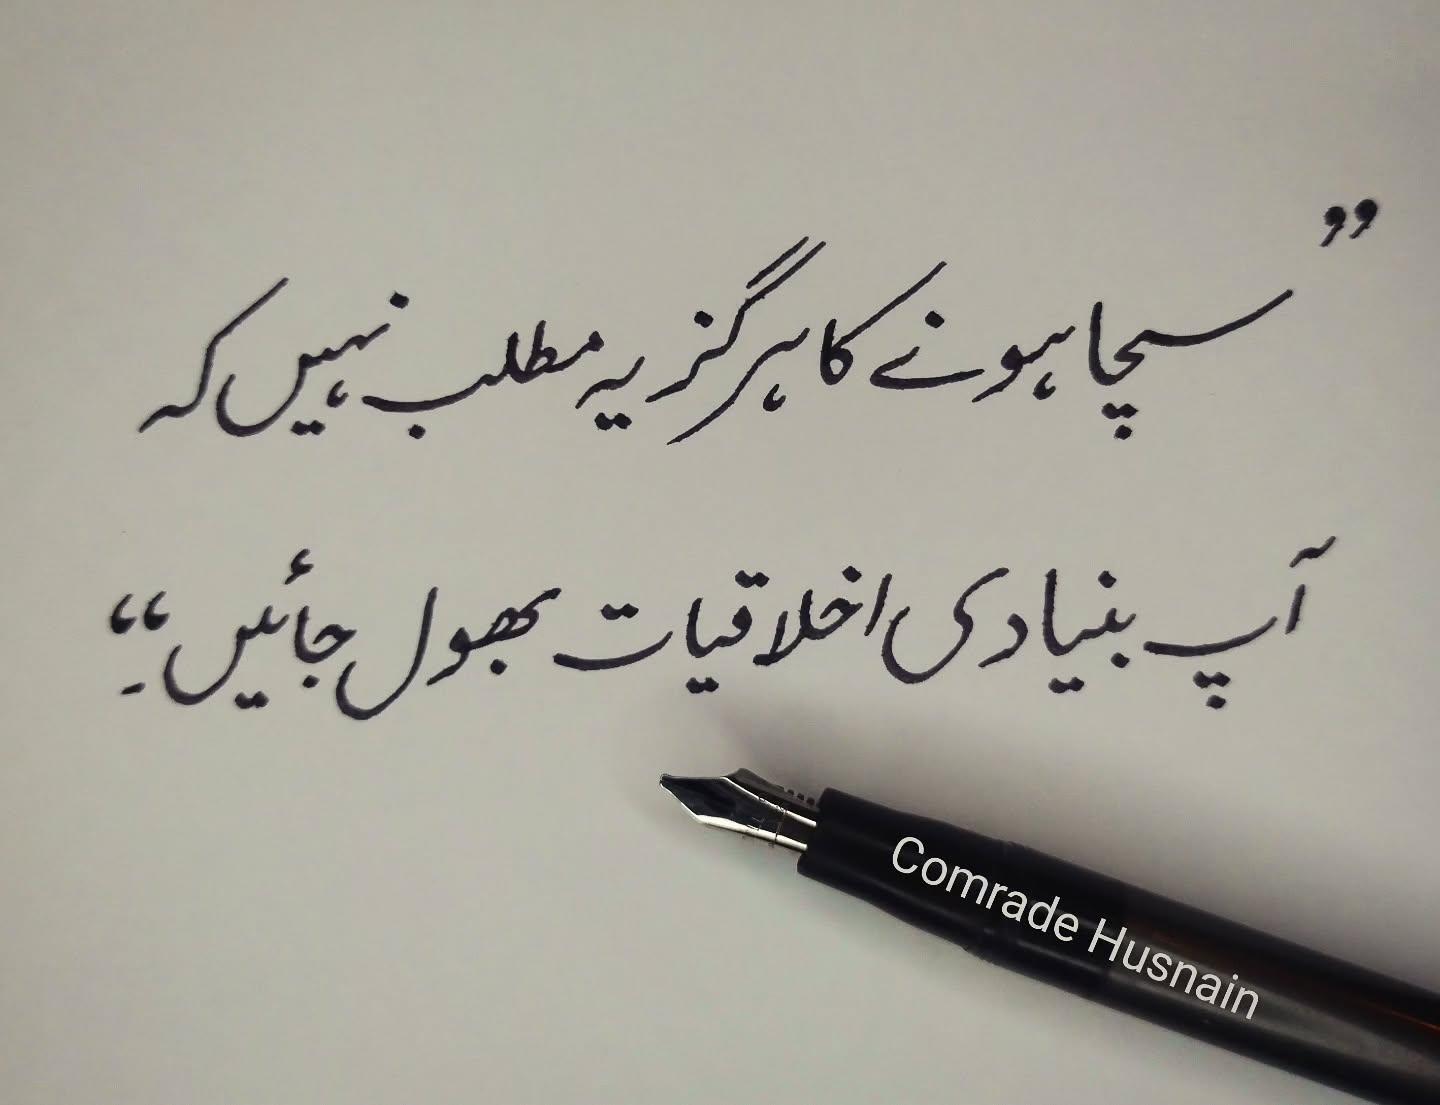 ”سچا ہونے کا ہرگز یہ مطلب نہیں کہ
آپ بنیادی اخلاقیات بھول جائیں۔“
Comrade Husnain